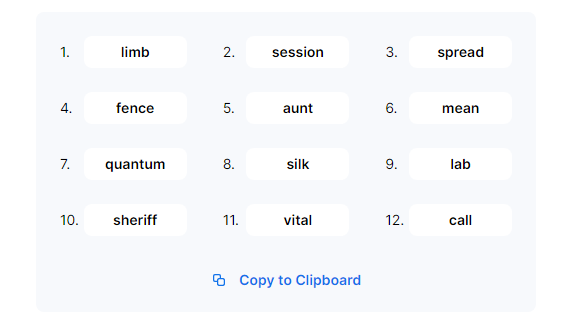 1. limb 2. session 3. spread
4. fence 5. aunt 6. mean
7. quantum 8. silk 9. lab
10. sheriff 11. vital 12. call
Copy to Clipboard